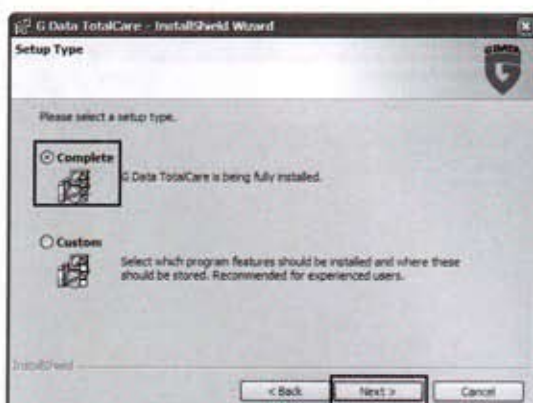 G Data TotalCare - InstallShield Wizard
Setup Type
G DATA
Please select a setup type.
Complete
G Data TotalCare is being fully installed.
Custom
Select which program features should be installed and where these
should be stored. Recommended for experienced users.
InstallShield
< Back
Next >
Cancel